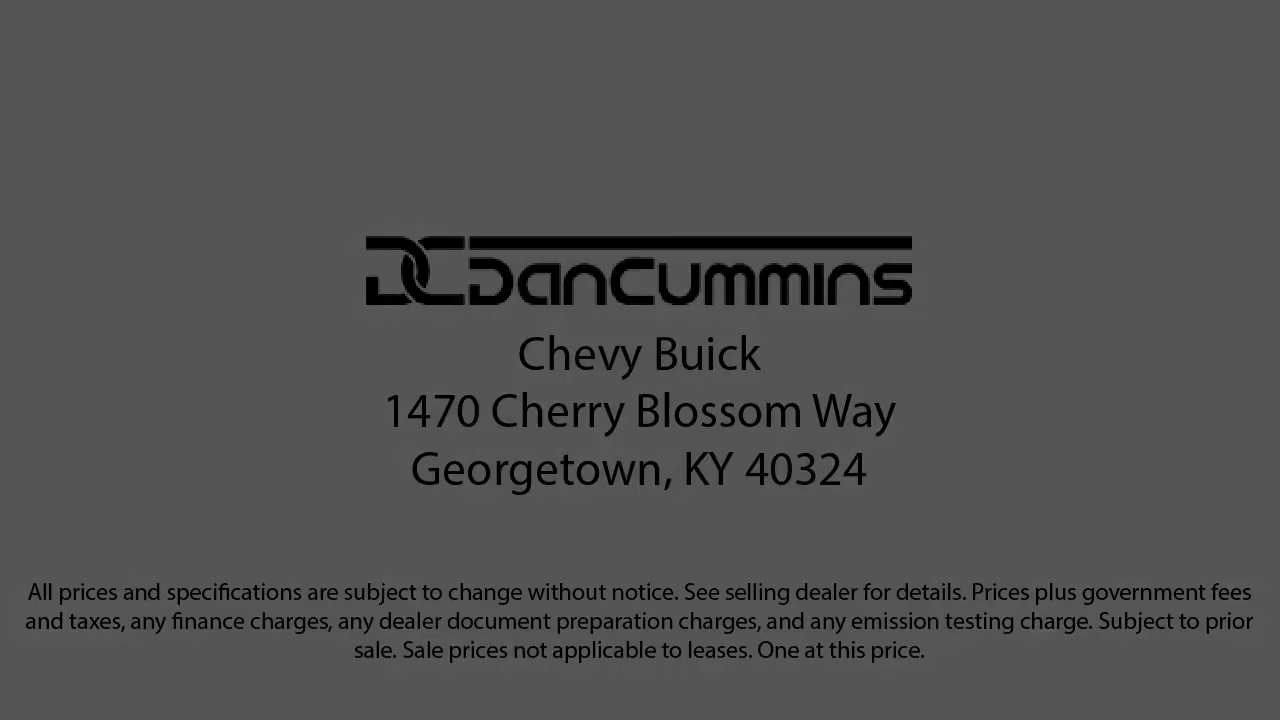 DC DanCummins
Chevy Buick
1470 Cherry Blossom Way
Georgetown, KY 40324
All prices and specifications are subject to change without notice. See selling dealer for details. Prices plus government fees
and taxes, any finance charges, any dealer document preparation charges, and any emission testing charge. Subject to prior
sale. Sale prices not applicable to leases. One at this price.